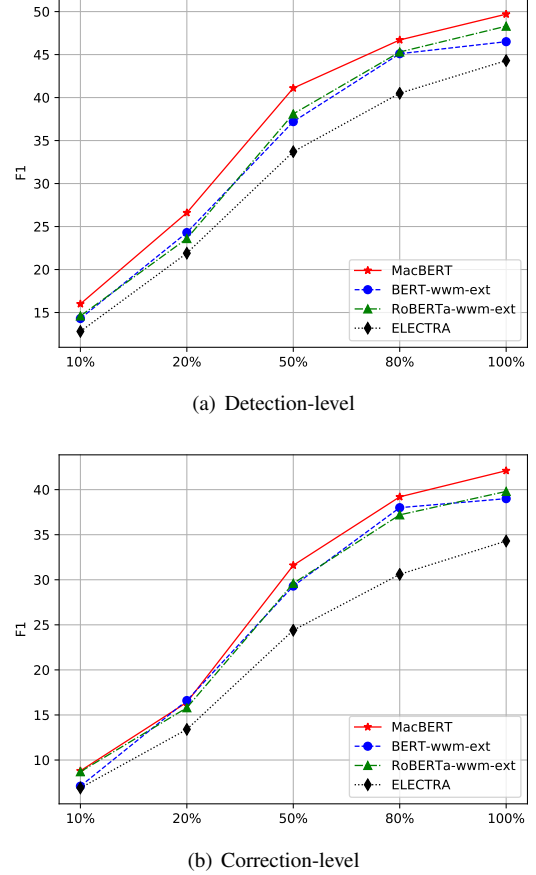 50
45
40
35
30
25
20
15
F1
MacBERT
BERT-wwm-ext
RoBERTa-wwm-ext
ELECTRA
10% 20% 50% 80% 100%
(a) Detection-level
40
35
30
25
20
15
10
F1
MacBERT
BERT-wwm-ext
RoBERTa-wwm-ext
ELECTRA
10% 20% 50% 80% 100%
(b) Correction-level